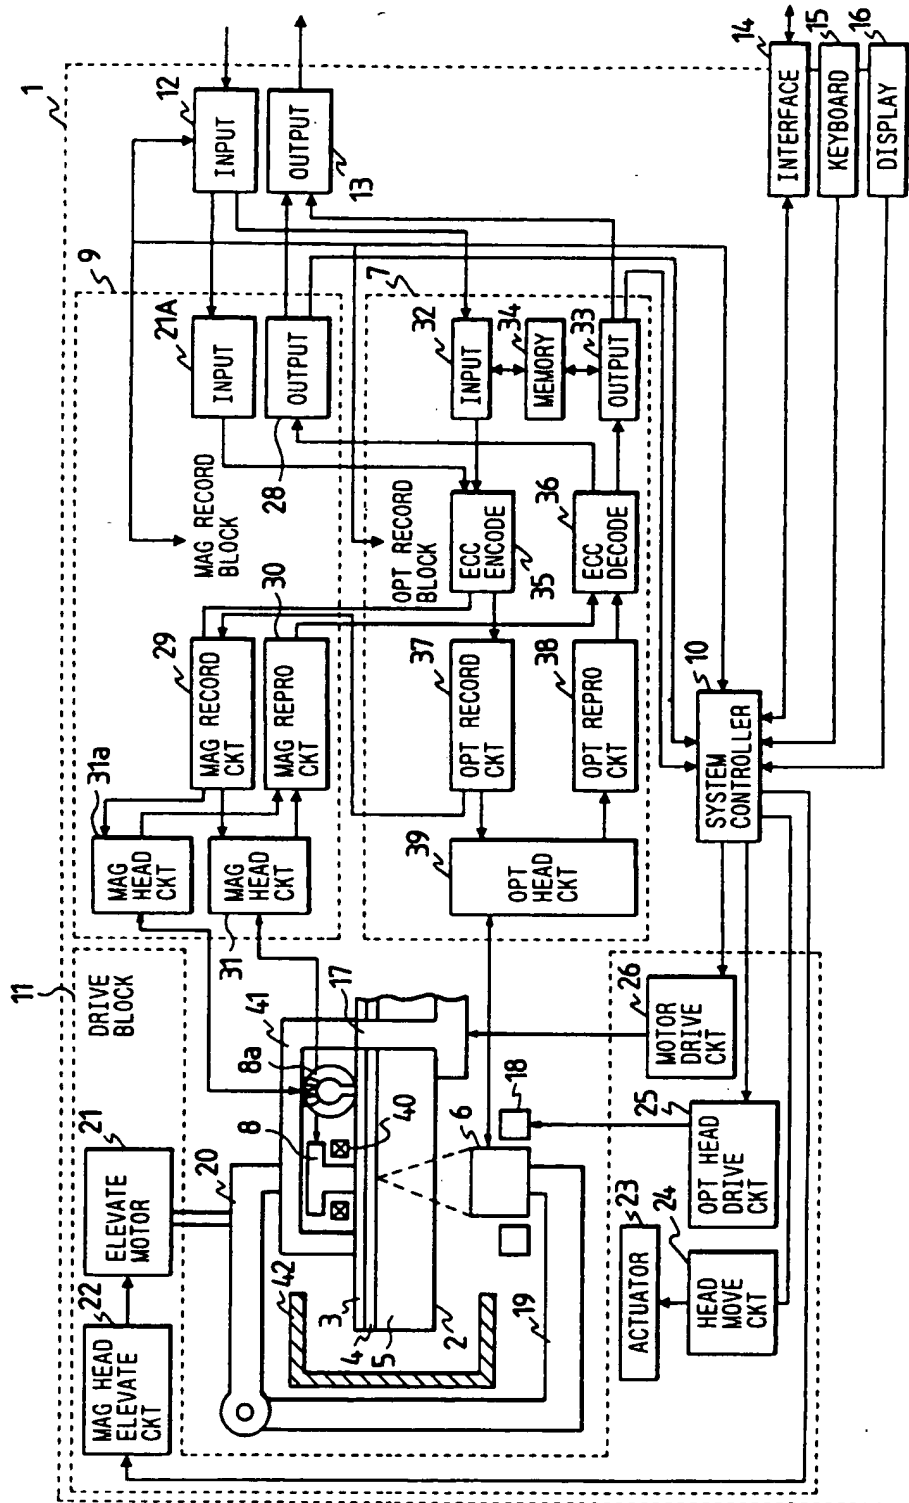 1
11
DRIVE
BLOCK
MAG HEAD
ELEVATE
CKT
22
ELEVATE
MOTOR
21
20
42
3
4
5
2
19
41
17
8a
8
40
6
18
ACTUATOR
23
HEAD
MOVE
CKT
24
OPT HEAD
DRIVE
CKT
25
MOTOR
DRIVE
CKT
26
9
MAG RECORD
BLOCK
31a
MAG
HEAD
CKT
MAG
HEAD
CKT
31
29
MAG RECORD
CKT
30
MAG REPRO
CKT
21A
INPUT
OUTPUT
28
7
OPT RECORD
BLOCK
39
OPT
HEAD
CKT
37
OPT RECORD
CKT
38
OPT REPRO
CKT
ECC
ENCODE
35
36
ECC
DECODE
32
INPUT
34
MEMORY
33
OUTPUT
12
INPUT
OUTPUT
13
10
SYSTEM
CONTROLLER
14
INTERFACE
15
KEYBOARD
16
DISPLAY